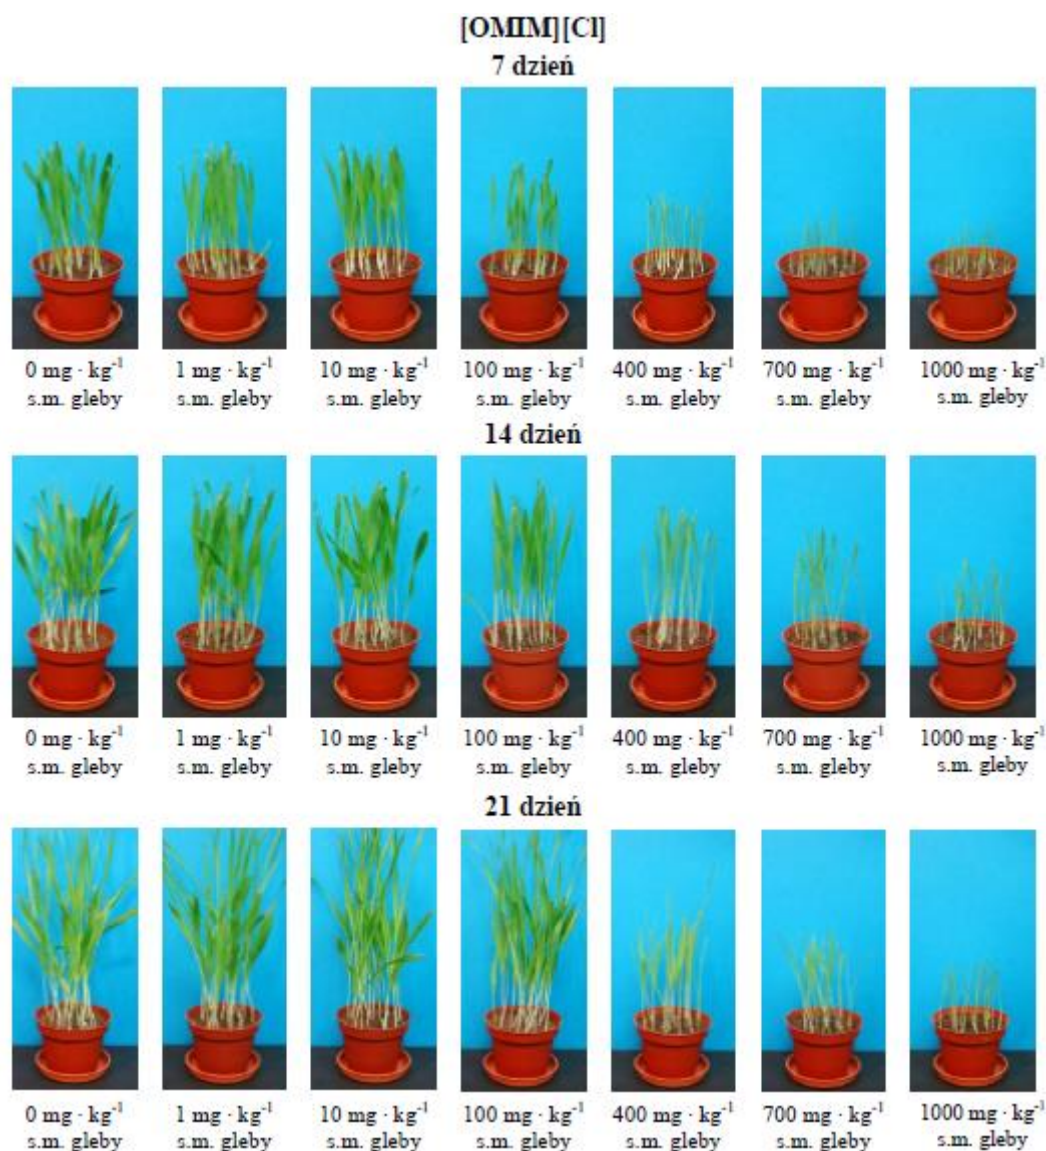 [OMIM][Cl]
7 dzień
0 mg · kg⁻¹ 1 mg · kg⁻¹ 10 mg · kg⁻¹ 100 mg · kg⁻¹ 400 mg · kg⁻¹ 700 mg · kg⁻¹ 1000 mg · kg⁻¹
s.m. gleby s.m. gleby s.m. gleby s.m. gleby s.m. gleby s.m. gleby s.m. gleby
14 dzień
0 mg · kg⁻¹ 1 mg · kg⁻¹ 10 mg · kg⁻¹ 100 mg · kg⁻¹ 400 mg · kg⁻¹ 700 mg · kg⁻¹ 1000 mg · kg⁻¹
s.m. gleby s.m. gleby s.m. gleby s.m. gleby s.m. gleby s.m. gleby s.m. gleby
21 dzień
0 mg · kg⁻¹ 1 mg · kg⁻¹ 10 mg · kg⁻¹ 100 mg · kg⁻¹ 400 mg · kg⁻¹ 700 mg · kg⁻¹ 1000 mg · kg⁻¹
s.m. gleby s.m. gleby s.m. gleby s.m. gleby s.m. gleby s.m. gleby s.m. gleby